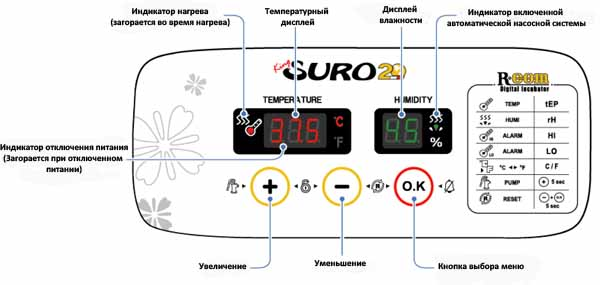 Индикатор нагрева
(загорается во время нагрева)
Температурный
дисплей
Дисплей
влажности
Индикатор включенной
автоматической насосной системы
King SURO20
R-com
Digital Incubator
TEMPERATURE
HUMIDITY
37.5 °C
°F
45 %
TEMP tEP
HUMI rH
HI ALARM HI
LO ALARM LO
°C ◄► °F C / F
PUMP + 5 sec
RESET − + O.K 5 sec
Индикатор отключения питания
(Загорается при отключенном
питании)
+
−
O.K
Увеличение
Уменьшение
Кнопка выбора меню